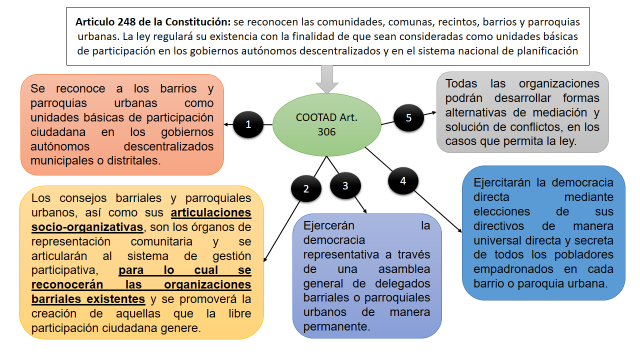 Articulo 248 de la Constitución: se reconocen las comunidades, comunas, recintos, barrios y parroquias
urbanas. La ley regulará su existencia con la finalidad de que sean consideradas como unidades básicas
de participación en los gobiernos autónomos descentralizados y en el sistema nacional de planificación
COOTAD Art.
306
1
Se reconoce a los barrios y
parroquias urbanas como
unidades básicas de participación
ciudadana en los gobiernos
autónomos descentralizados
municipales o distritales.
2
Los consejos barriales y parroquiales
urbanos, así como sus articulaciones
socio-organizativas, son los órganos de
representación comunitaria y se
articularán al sistema de gestión
participativa, para lo cual se
reconocerán las organizaciones
barriales existentes y se promoverá la
creación de aquellas que la libre
participación ciudadana genere.
3
Ejercerán la
democracia
representativa a través
de una asamblea
general de delegados
barriales o parroquiales
urbanos de manera
permanente.
4
Ejercitarán la democracia
directa mediante
elecciones de sus
directivos de manera
universal directa y secreta
de todos los pobladores
empadronados en cada
barrio o paroquia urbana.
5
Todas las organizaciones
podrán desarrollar formas
alternativas de mediación y
solución de conflictos, en los
casos que permita la ley.